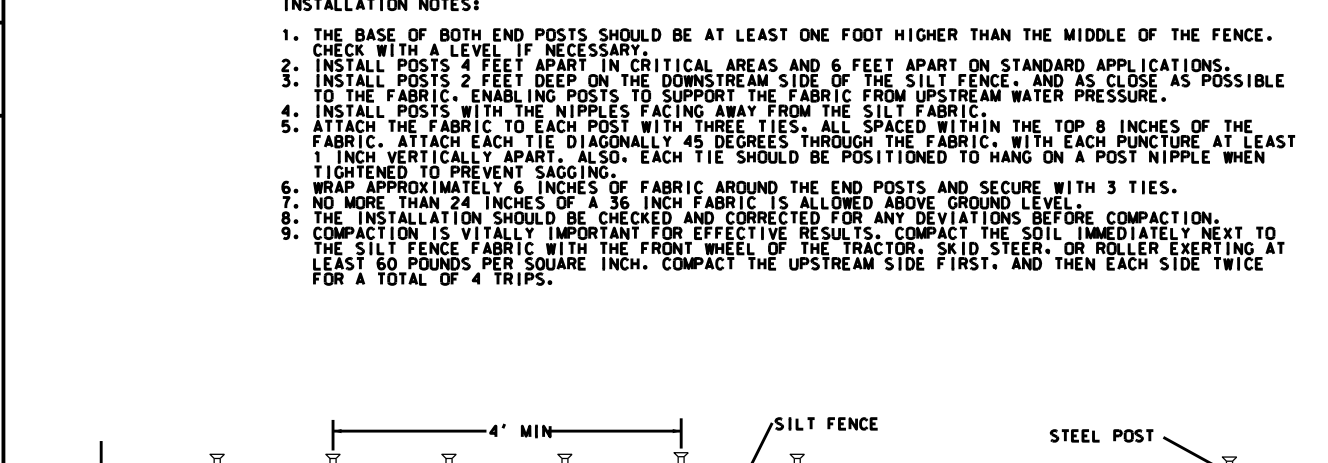 INSTALLATION NOTES:
1. THE BASE OF BOTH END POSTS SHOULD BE AT LEAST ONE FOOT HIGHER THAN THE MIDDLE OF THE FENCE.
CHECK WITH A LEVEL IF NECESSARY.
2. INSTALL POSTS 4 FEET APART IN CRITICAL AREAS AND 6 FEET APART ON STANDARD APPLICATIONS.
3. INSTALL POSTS 2 FEET DEEP ON THE DOWNSTREAM SIDE OF THE SILT FENCE. AND AS CLOSE AS POSSIBLE
TO THE FABRIC. ENABLING POSTS TO SUPPORT THE FABRIC FROM UPSTREAM WATER PRESSURE.
4. INSTALL POSTS WITH THE NIPPLES FACING AWAY FROM THE SILT FABRIC.
5. ATTACH THE FABRIC TO EACH POST WITH THREE TIES. ALL SPACED WITHIN THE TOP 8 INCHES OF THE
FABRIC. ATTACH EACH TIE DIAGONALLY 45 DEGREES THROUGH THE FABRIC. WITH EACH PUNCTURE AT LEAST
1 INCH VERTICALLY APART. ALSO. EACH TIE SHOULD BE POSITIONED TO HANG ON A POST NIPPLE WHEN
TIGHTENED TO PREVENT SAGGING.
6. WRAP APPROXIMATELY 6 INCHES OF FABRIC AROUND THE END POSTS AND SECURE WITH 3 TIES.
7. NO MORE THAN 24 INCHES OF A 36 INCH FABRIC IS ALLOWED ABOVE GROUND LEVEL.
8. THE INSTALLATION SHOULD BE CHECKED AND CORRECTED FOR ANY DEVIATIONS BEFORE COMPACTION.
9. COMPACTION IS VITALLY IMPORTANT FOR EFFECTIVE RESULTS. COMPACT THE SOIL IMMEDIATELY NEXT TO
THE SILT FENCE FABRIC WITH THE FRONT WHEEL OF THE TRACTOR. SKID STEER. OR ROLLER EXERTING AT
LEAST 60 POUNDS PER SQUARE INCH. COMPACT THE UPSTREAM SIDE FIRST. AND THEN EACH SIDE TWICE
FOR A TOTAL OF 4 TRIPS.
4' MIN
SILT FENCE
STEEL POST